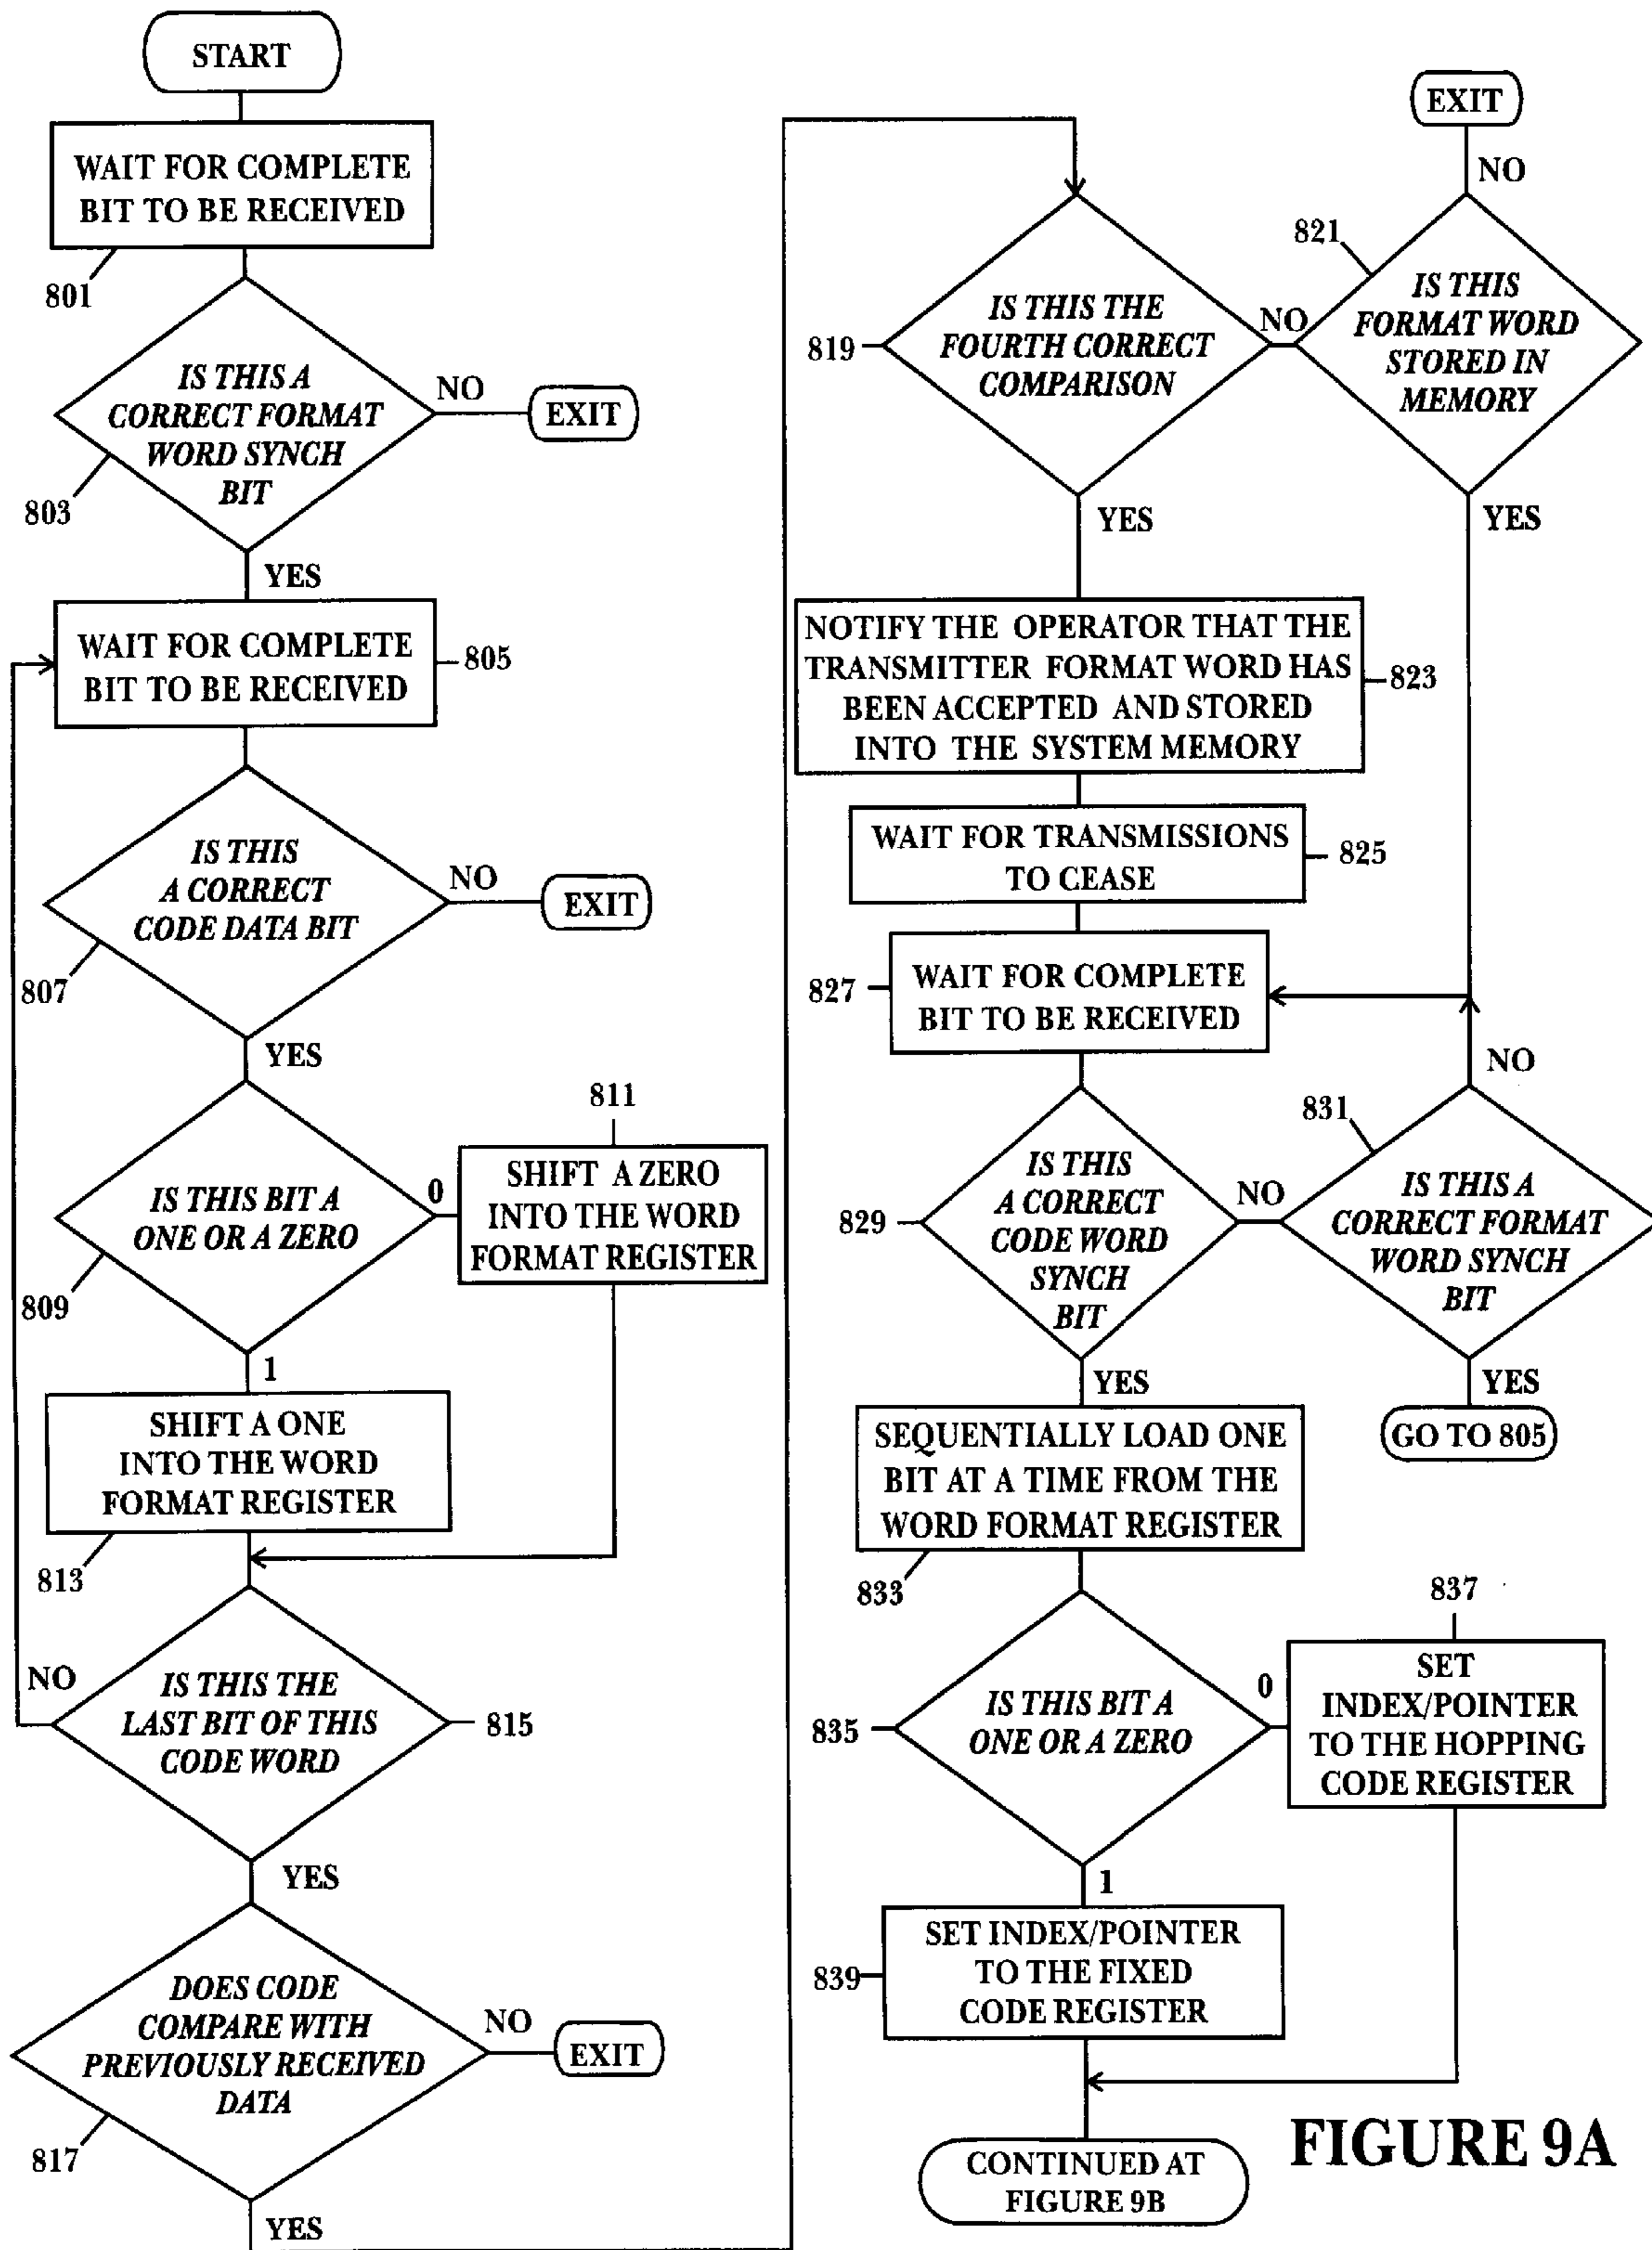 START
WAIT FOR COMPLETE
BIT TO BE RECEIVED
801
IS THIS A
CORRECT FORMAT
WORD SYNCH
BIT
NO
EXIT
803
YES
WAIT FOR COMPLETE
BIT TO BE RECEIVED
805
IS THIS
A CORRECT
CODE DATA BIT
NO
EXIT
807
YES
IS THIS BIT A
ONE OR A ZERO
0
811
SHIFT A ZERO
INTO THE WORD
FORMAT REGISTER
809
1
SHIFT A ONE
INTO THE WORD
FORMAT REGISTER
813
IS THIS THE
LAST BIT OF THIS
CODE WORD
NO
815
YES
DOES CODE
COMPARE WITH
PREVIOUSLY RECEIVED
DATA
NO
EXIT
817
YES
IS THIS THE
FOURTH CORRECT
COMPARISON
819
NO
EXIT
NO
821
IS THIS
FORMAT WORD
STORED IN
MEMORY
YES
YES
NOTIFY THE OPERATOR THAT THE
TRANSMITTER FORMAT WORD HAS
BEEN ACCEPTED AND STORED
INTO THE SYSTEM MEMORY
823
WAIT FOR TRANSMISSIONS
TO CEASE
825
WAIT FOR COMPLETE
BIT TO BE RECEIVED
827
IS THIS
A CORRECT
CODE WORD
SYNCH
BIT
829
NO
NO
831
IS THIS A
CORRECT FORMAT
WORD SYNCH
BIT
YES
GO TO 805
YES
SEQUENTIALLY LOAD ONE
BIT AT A TIME FROM THE
WORD FORMAT REGISTER
833
IS THIS BIT A
ONE OR A ZERO
835
0
837
SET
INDEX/POINTER
TO THE HOPPING
CODE REGISTER
1
SET INDEX/POINTER
TO THE FIXED
CODE REGISTER
839
CONTINUED AT
FIGURE 9B
FIGURE 9A